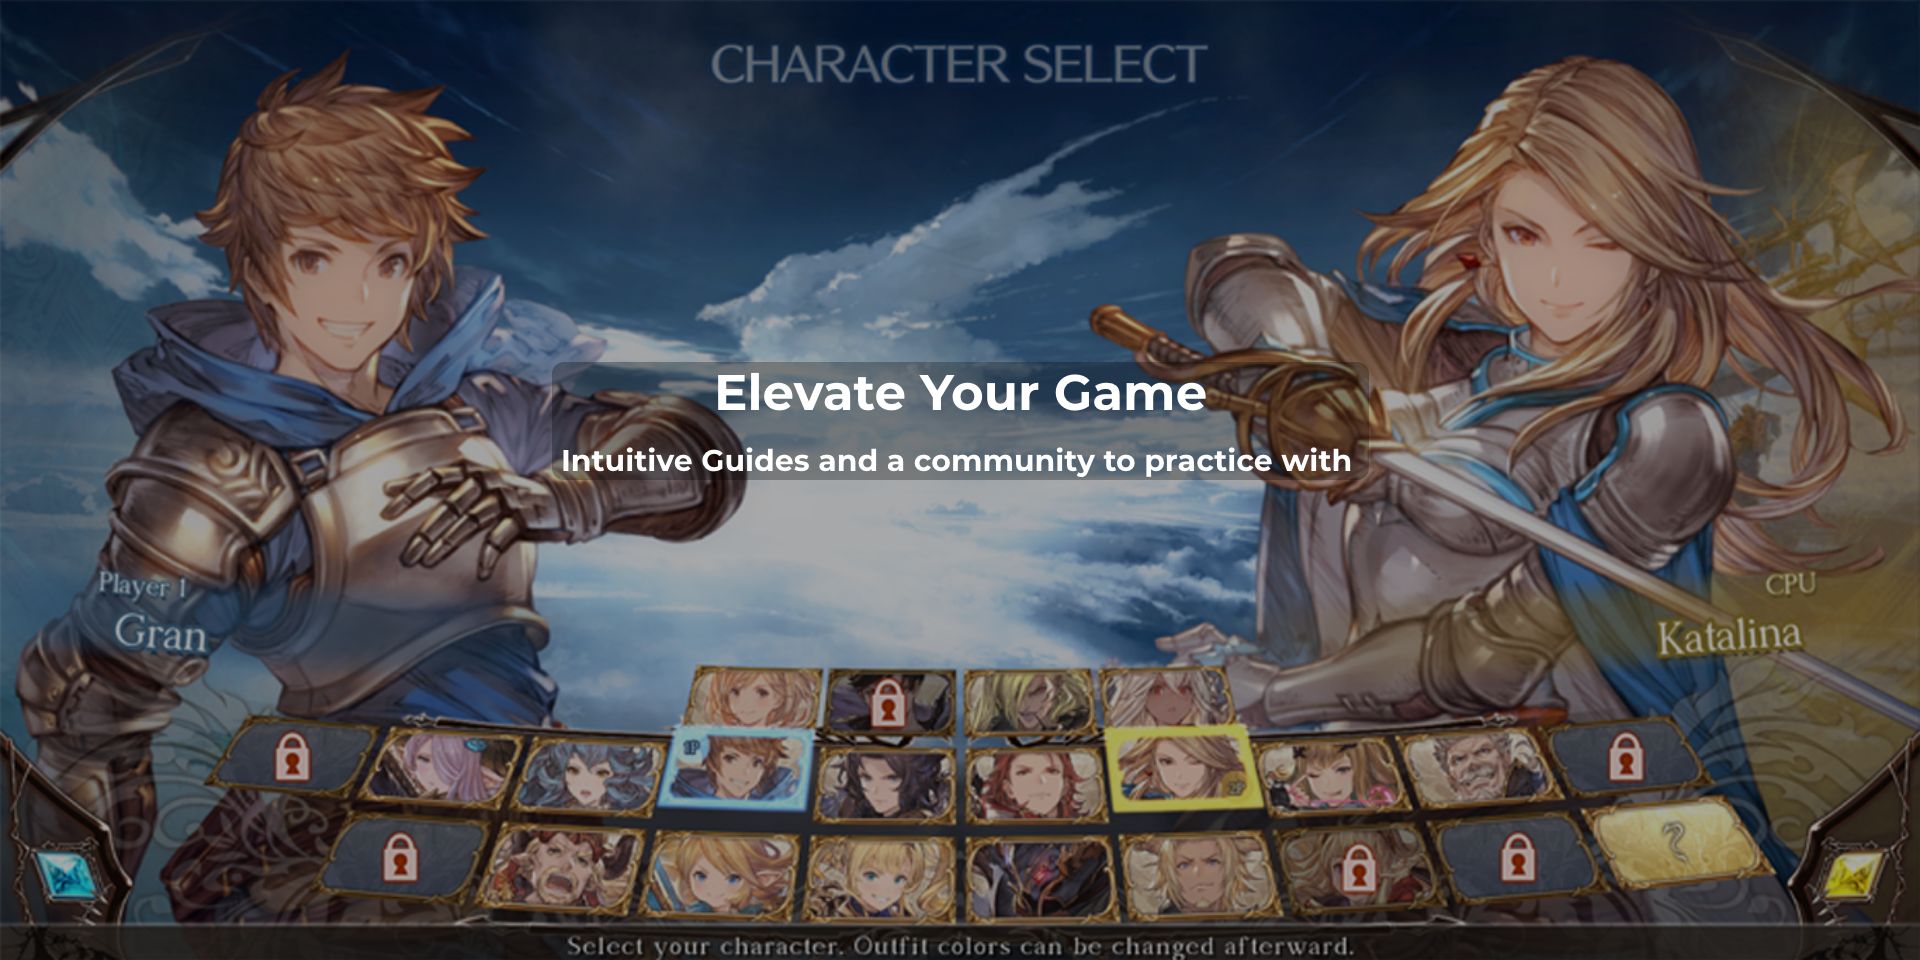 CHARACTER SELECT
Elevate Your Game
Intuitive Guides and a community to practice with
Player 1
Gran
CPU
Katalina
1P
?
Select your character. Outfit colors can be changed afterward.